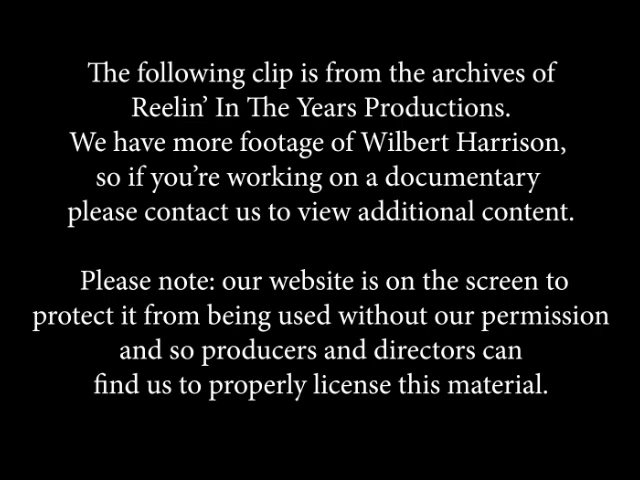 The following clip is from the archives of
Reelin’ In The Years Productions.
We have more footage of Wilbert Harrison,
so if you’re working on a documentary
please contact us to view additional content.
Please note: our website is on the screen to
protect it from being used without our permission
and so producers and directors can
find us to properly license this material.